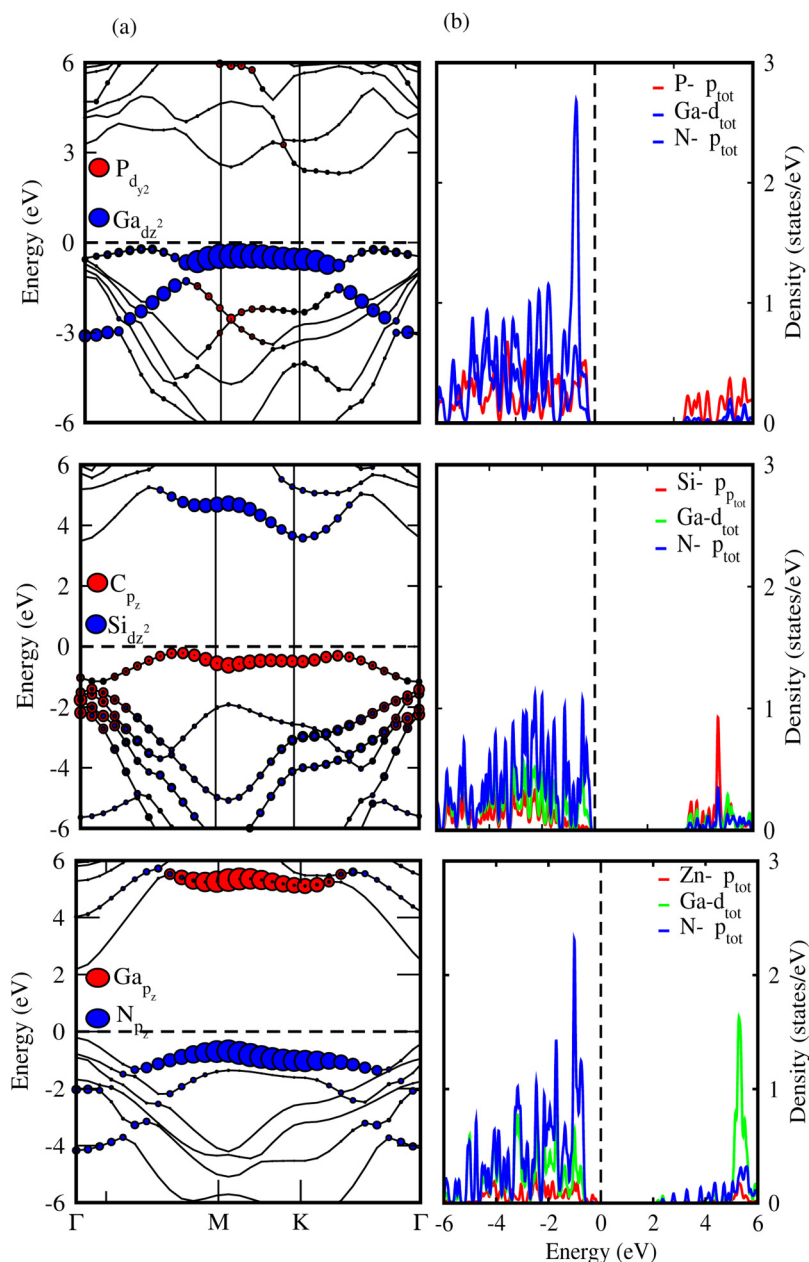 (a)
(b)
6
3
0
-3
-6
Energy (eV)
P dy2
Ga dz2
3
2
1
0
Density (states/eV)
P- p tot
Ga-d tot
N- p tot
6
4
2
0
-2
-4
-6
Energy (eV)
C pz
Si dz2
3
2
1
0
Density (states/eV)
Si- p ptot
Ga-d tot
N- p tot
6
4
2
0
-2
-4
-6
Energy (eV)
Ga pz
N pz
Γ M K Γ
3
2
1
0
Density (states/eV)
Zn- p tot
Ga-d tot
N- p tot
-6 -4 -2 0 2 4 6
Energy (eV)